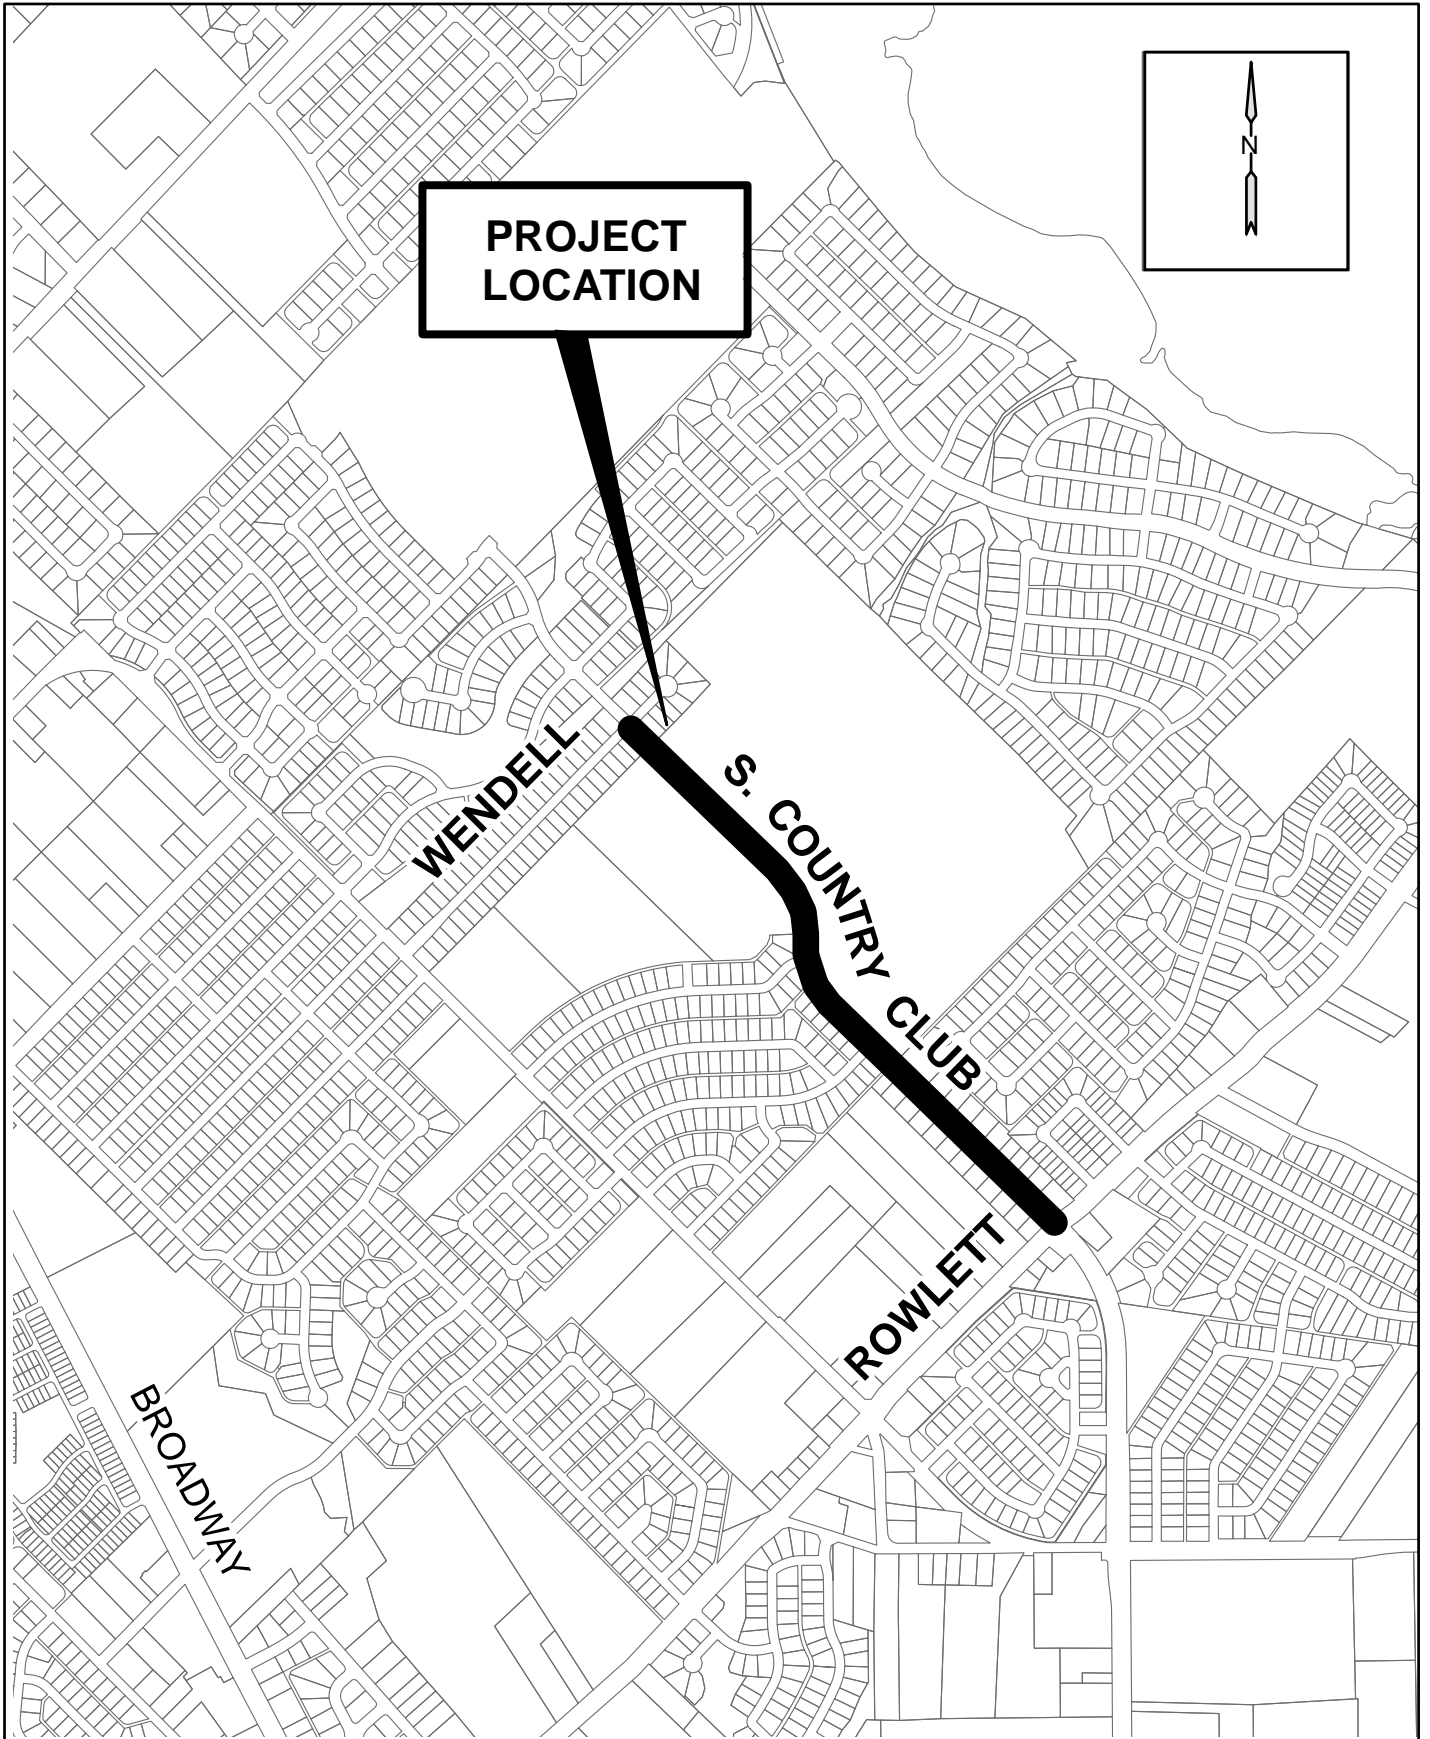 N
PROJECT
LOCATION
WENDELL
S. COUNTRY CLUB
ROWLETT
BROADWAY